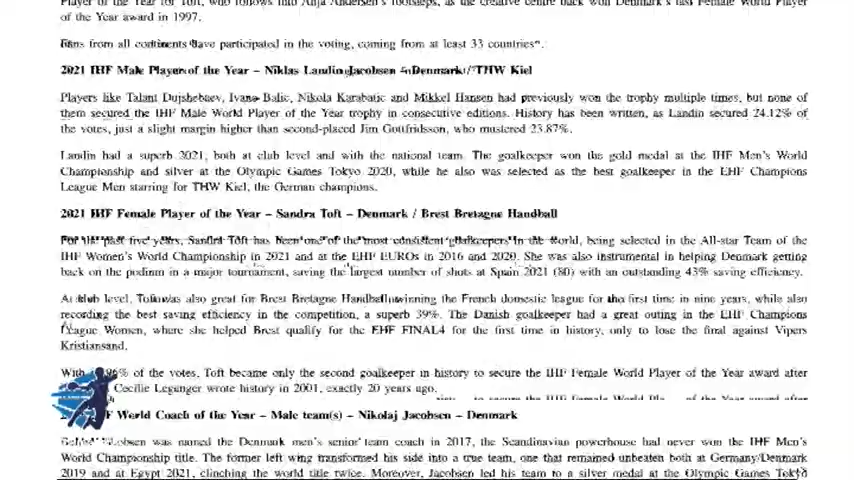 Player of the Year for Toft, who follows into Anja Andersen's footsteps, as the creative centre back won Denmark's last Female World Player
of the Year award in 1997.
Fans from all continents have participated in the voting, coming from at least 33 countries*.
2021 IHF Male Player of the Year – Niklas Landin Jacobsen – Denmark / THW Kiel
Players like Talant Dujshebaev, Ivano Balic, Nikola Karabatic and Mikkel Hansen had previously won the trophy multiple times, but none of
them secured the IHF Male World Player of the Year trophy in consecutive editions. History has been written, as Landin secured 24.12% of
the votes, just a slight margin higher than second-placed Jim Gottfridsson, who mustered 23.87%.
Landin had a superb 2021, both at club level and with the national team. The goalkeeper won the gold medal at the IHF Men's World
Championship and silver at the Olympic Games Tokyo 2020, while he also was selected as the best goalkeeper in the EHF Champions
League Men starring for THW Kiel, the German champions.
2021 IHF Female Player of the Year – Sandra Toft – Denmark / Brest Bretagne Handball
For the past five years, Sandra Toft has been one of the most consistent goalkeepers in the world, being selected in the All-star Team of the
IHF Women's World Championship in 2021 and at the EHF EUROs in 2016 and 2020. She was also instrumental in helping Denmark getting
back on the podium in a major tournament, saving the largest number of shots at Spain 2021 (80) with an outstanding 43% saving efficiency.
At club level, Toft was also great for Brest Bretagne Handball winning the French domestic league for the first time in nine years, while also
recording the best saving efficiency in the competition, a superb 39%. The Danish goalkeeper had a great outing in the EHF Champions
League Women, where she helped Brest qualify for the EHF FINAL4 for the first time in history, only to lose the final against Vipers
Kristiansand.
With 96% of the votes, Toft became only the second goalkeeper in history to secure the IHF Female World Player of the Year award after
Cecilie Leganger wrote history in 2001, exactly 20 years ago.
F World Coach of the Year – Male team(s) – Nikolaj Jacobsen – Denmark
Jacobsen was named the Denmark men's senior team coach in 2017, the Scandinavian powerhouse had never won the IHF Men's
World Championship title. The former left wing transformed his side into a true team, one that remained unbeaten both at Germany/Denmark
2019 and at Egypt 2021, clinching the world title twice. Moreover, Jacobsen led his team to a silver medal at the Olympic Games Tokyo